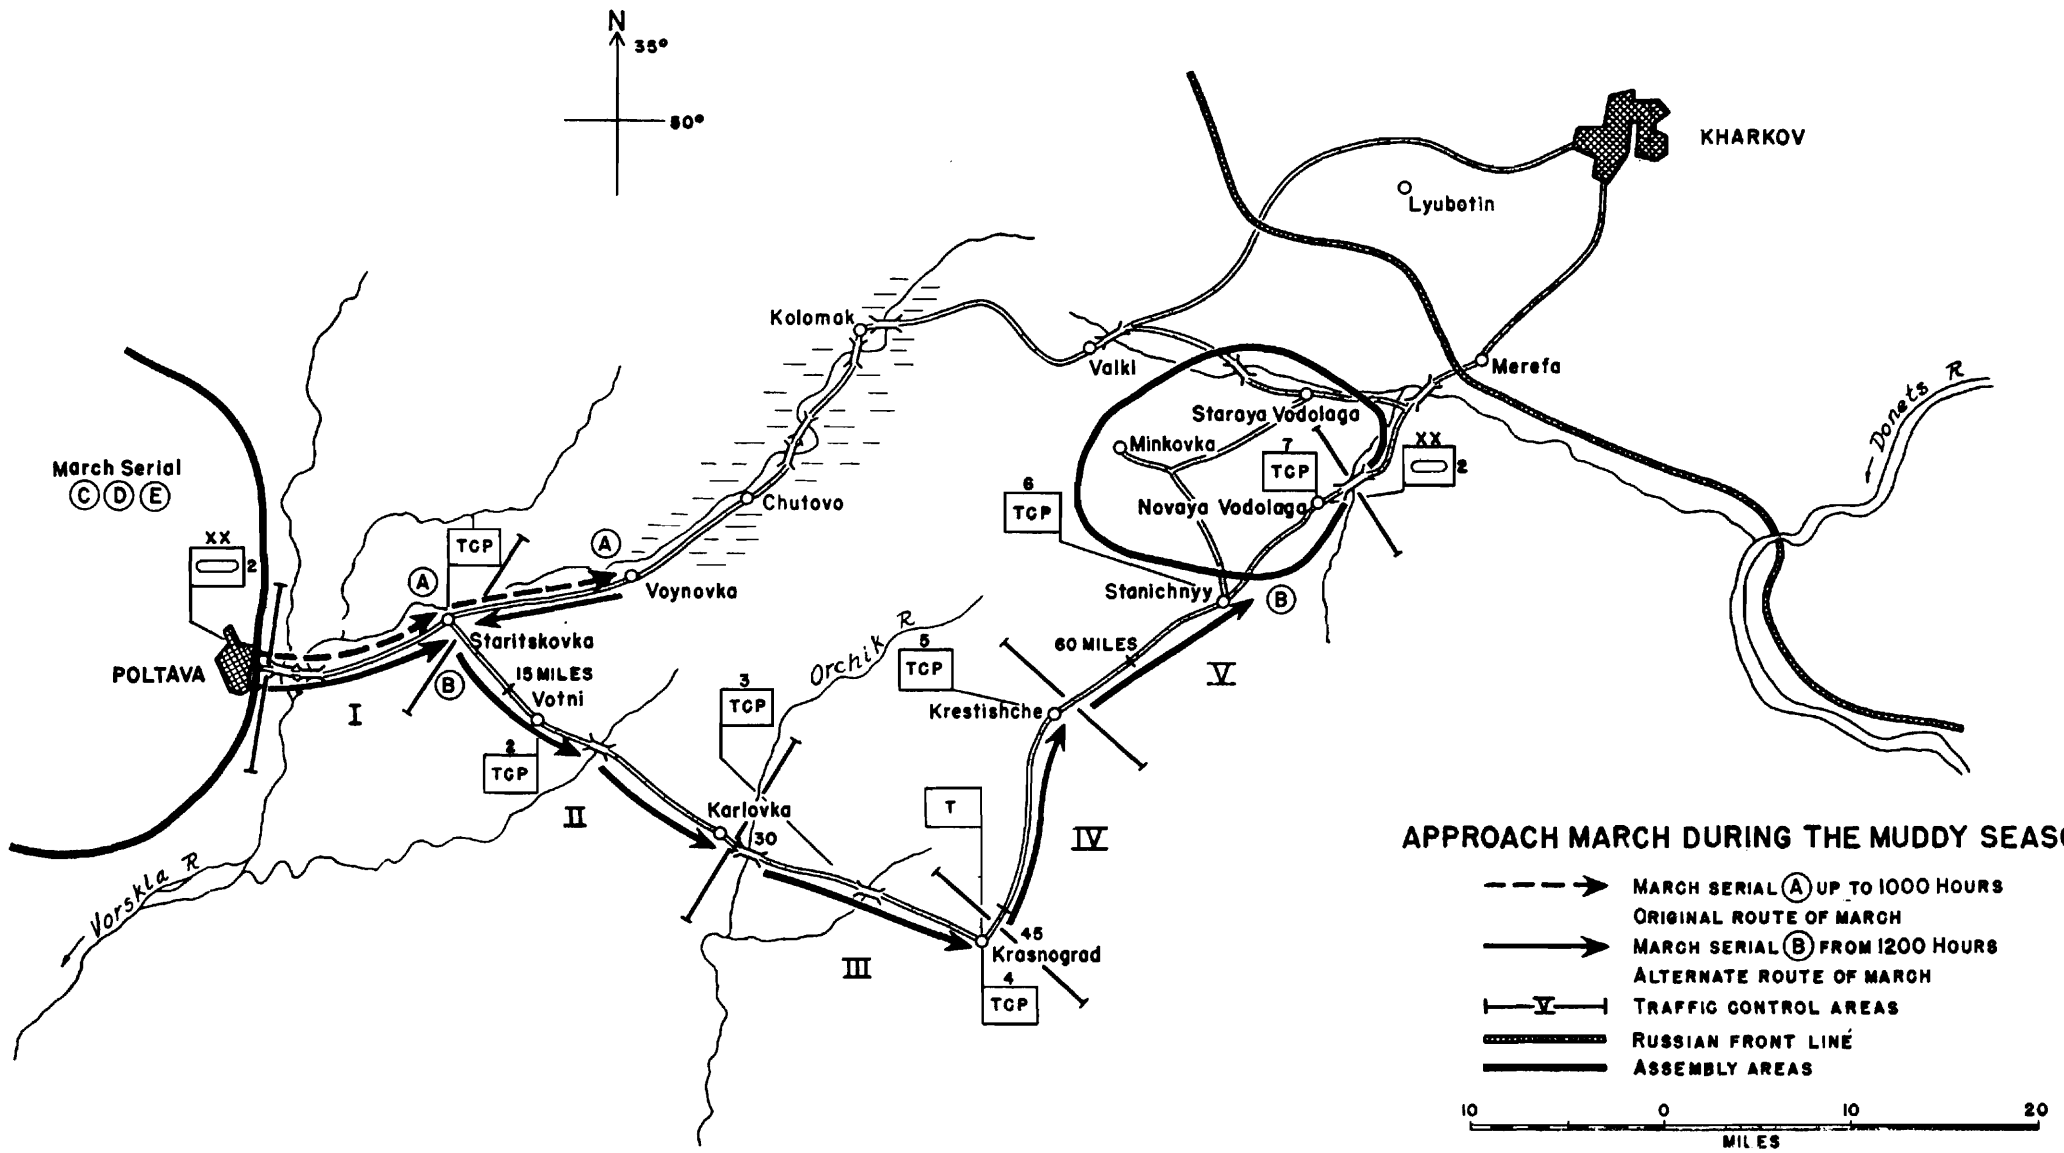 N
35°
50°
KHARKOV
Lyubotin
Kolomak
Valki
Merefa
Donets R
Staraya Vodolaga
Minkovka
XX
2
7
TCP
March Serial
C D E
Chutovo
6
TCP
Novaya Vodolaga
XX
2
TCP
A
A
Voynovka
Stanichnyy
B
Staritskovka
Orchik R
60 MILES
5
TCP
V
POLTAVA
B
15 MILES
Votni
3
TCP
I
Krestishche
2
TCP
Karlovka
30
T
II
IV
Vorskla R
45
Krasnograd
III
4
TCP
APPROACH MARCH DURING THE MUDDY SEASO
MARCH SERIAL A UP TO 1000 HOURS
ORIGINAL ROUTE OF MARCH
MARCH SERIAL B FROM 1200 HOURS
ALTERNATE ROUTE OF MARCH
V TRAFFIC CONTROL AREAS
RUSSIAN FRONT LINE
ASSEMBLY AREAS
10 0 10 20
MILES